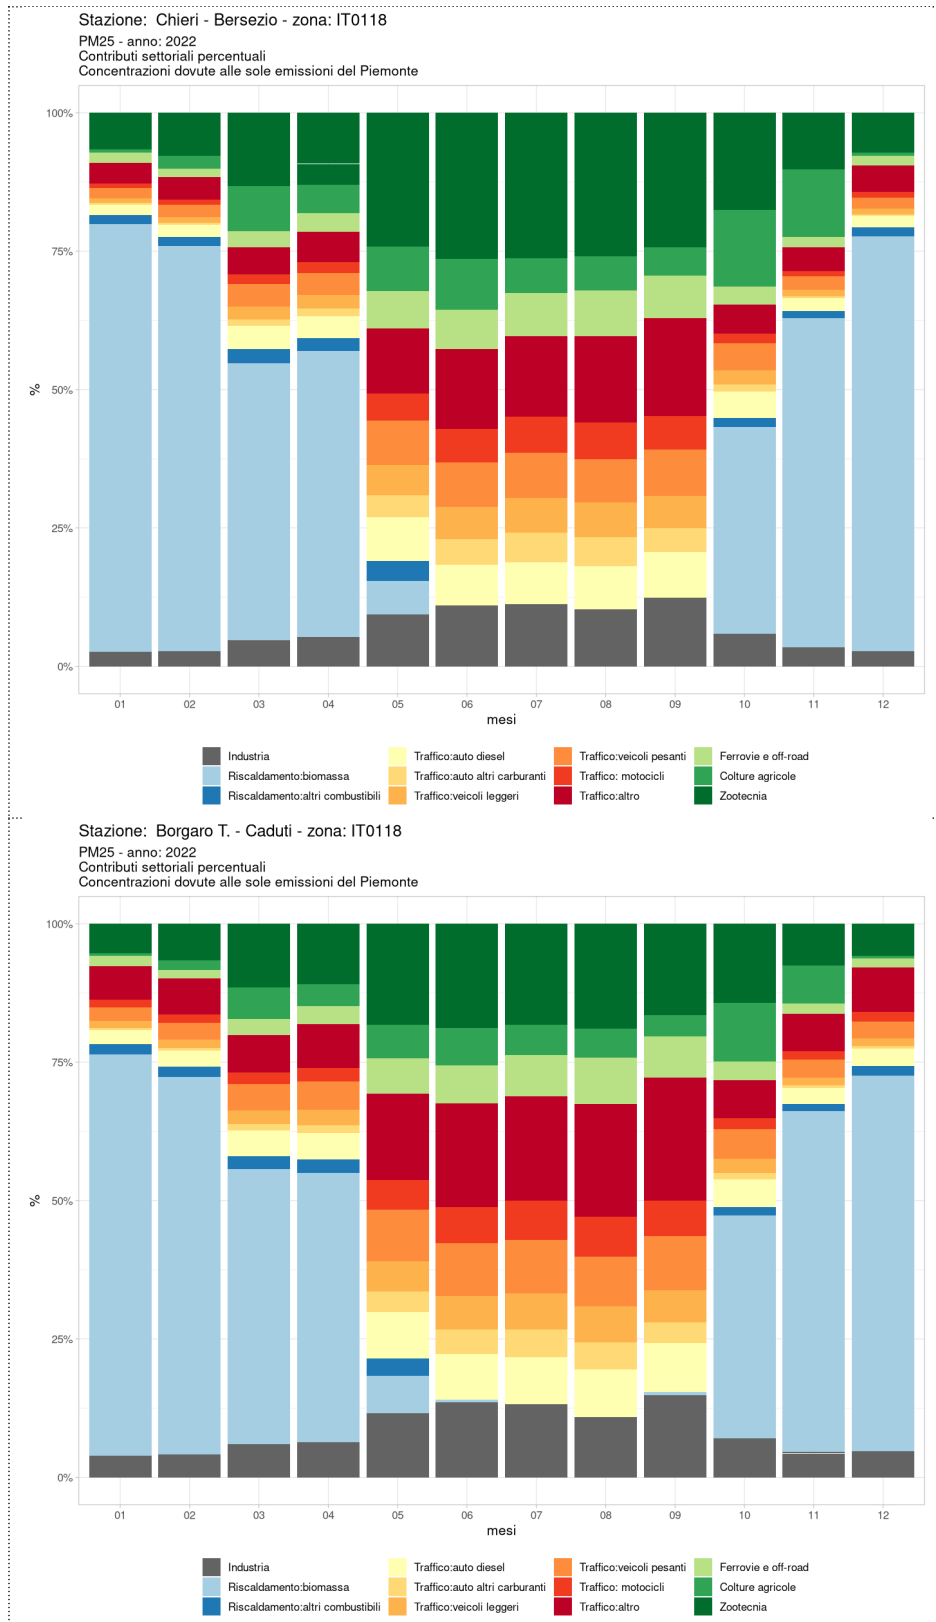 Stazione:  Chieri - Bersezio - zona: IT0118
PM25 - anno: 2022
Contributi settoriali percentuali
Concentrazioni dovute alle sole emissioni del Piemonte
100%
75%
50%
25%
0%
%
01 02 03 04 05 06 07 08 09 10 11 12
mesi
Industria Traffico:auto diesel Traffico:veicoli pesanti Ferrovie e off-road
Riscaldamento:biomassa Traffico:auto altri carburanti Traffico: motocicli Colture agricole
Riscaldamento:altri combustibili Traffico:veicoli leggeri Traffico:altro Zootecnia
Stazione:  Borgaro T. - Caduti - zona: IT0118
PM25 - anno: 2022
Contributi settoriali percentuali
Concentrazioni dovute alle sole emissioni del Piemonte
100%
75%
50%
25%
0%
%
01 02 03 04 05 06 07 08 09 10 11 12
mesi
Industria Traffico:auto diesel Traffico:veicoli pesanti Ferrovie e off-road
Riscaldamento:biomassa Traffico:auto altri carburanti Traffico: motocicli Colture agricole
Riscaldamento:altri combustibili Traffico:veicoli leggeri Traffico:altro Zootecnia